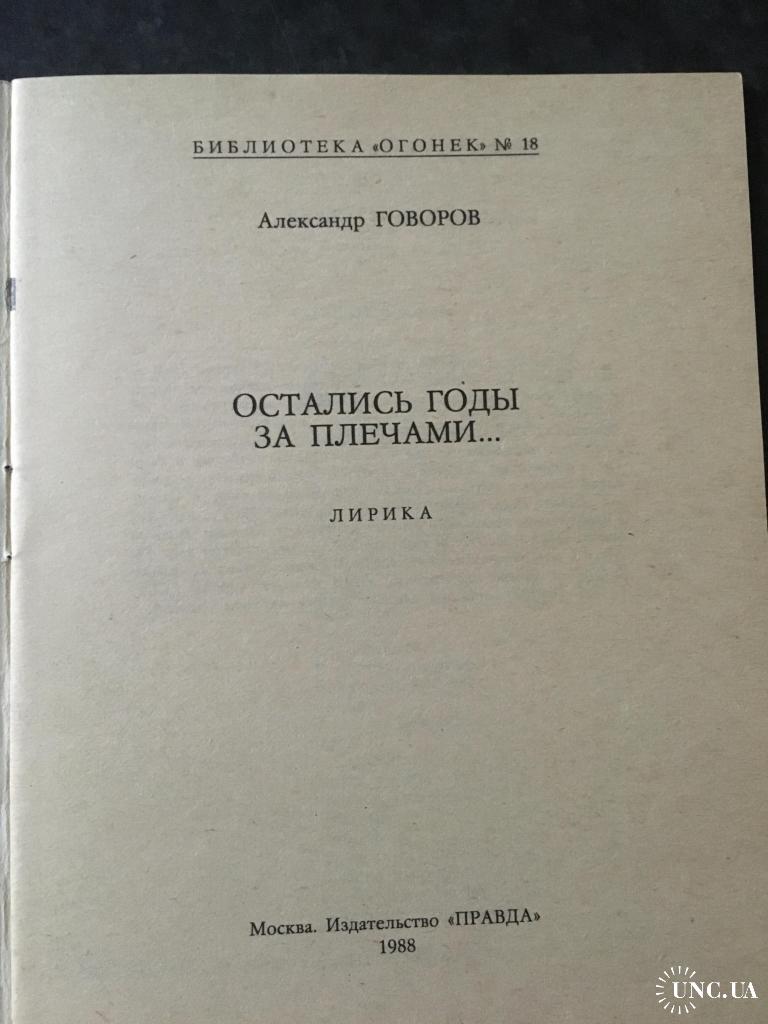 БИБЛИОТЕКА «ОГОНЕК» № 18
Александр ГОВОРОВ
ОСТАЛИСЬ ГОДЫ
ЗА ПЛЕЧАМИ...
ЛИРИКА
Москва. Издательство «ПРАВДА»
1988
UNC.UA